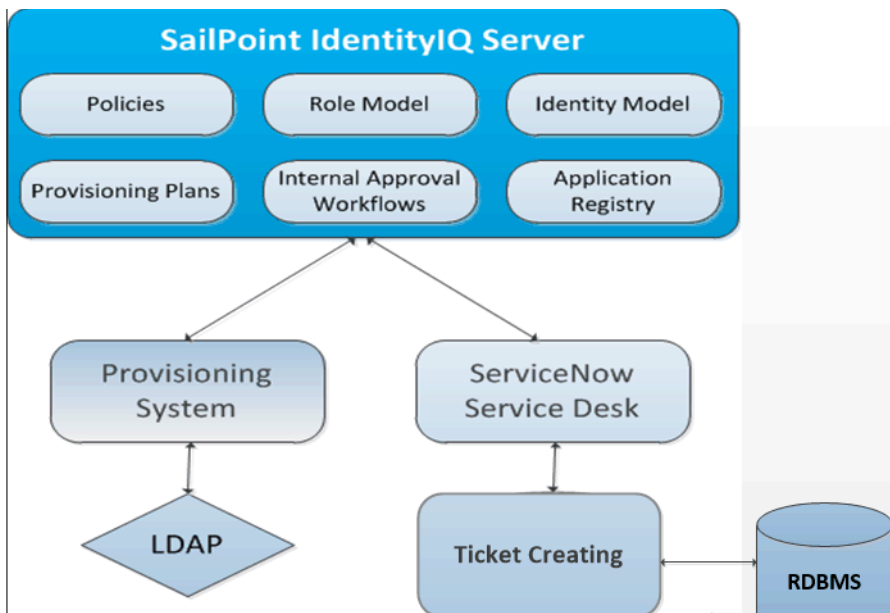 SailPoint IdentityIQ Server
Policies
Role Model
Identity Model
Provisioning Plans
Internal Approval
Workflows
Application
Registry
Provisioning
System
ServiceNow
Service Desk
LDAP
Ticket Creating
RDBMS